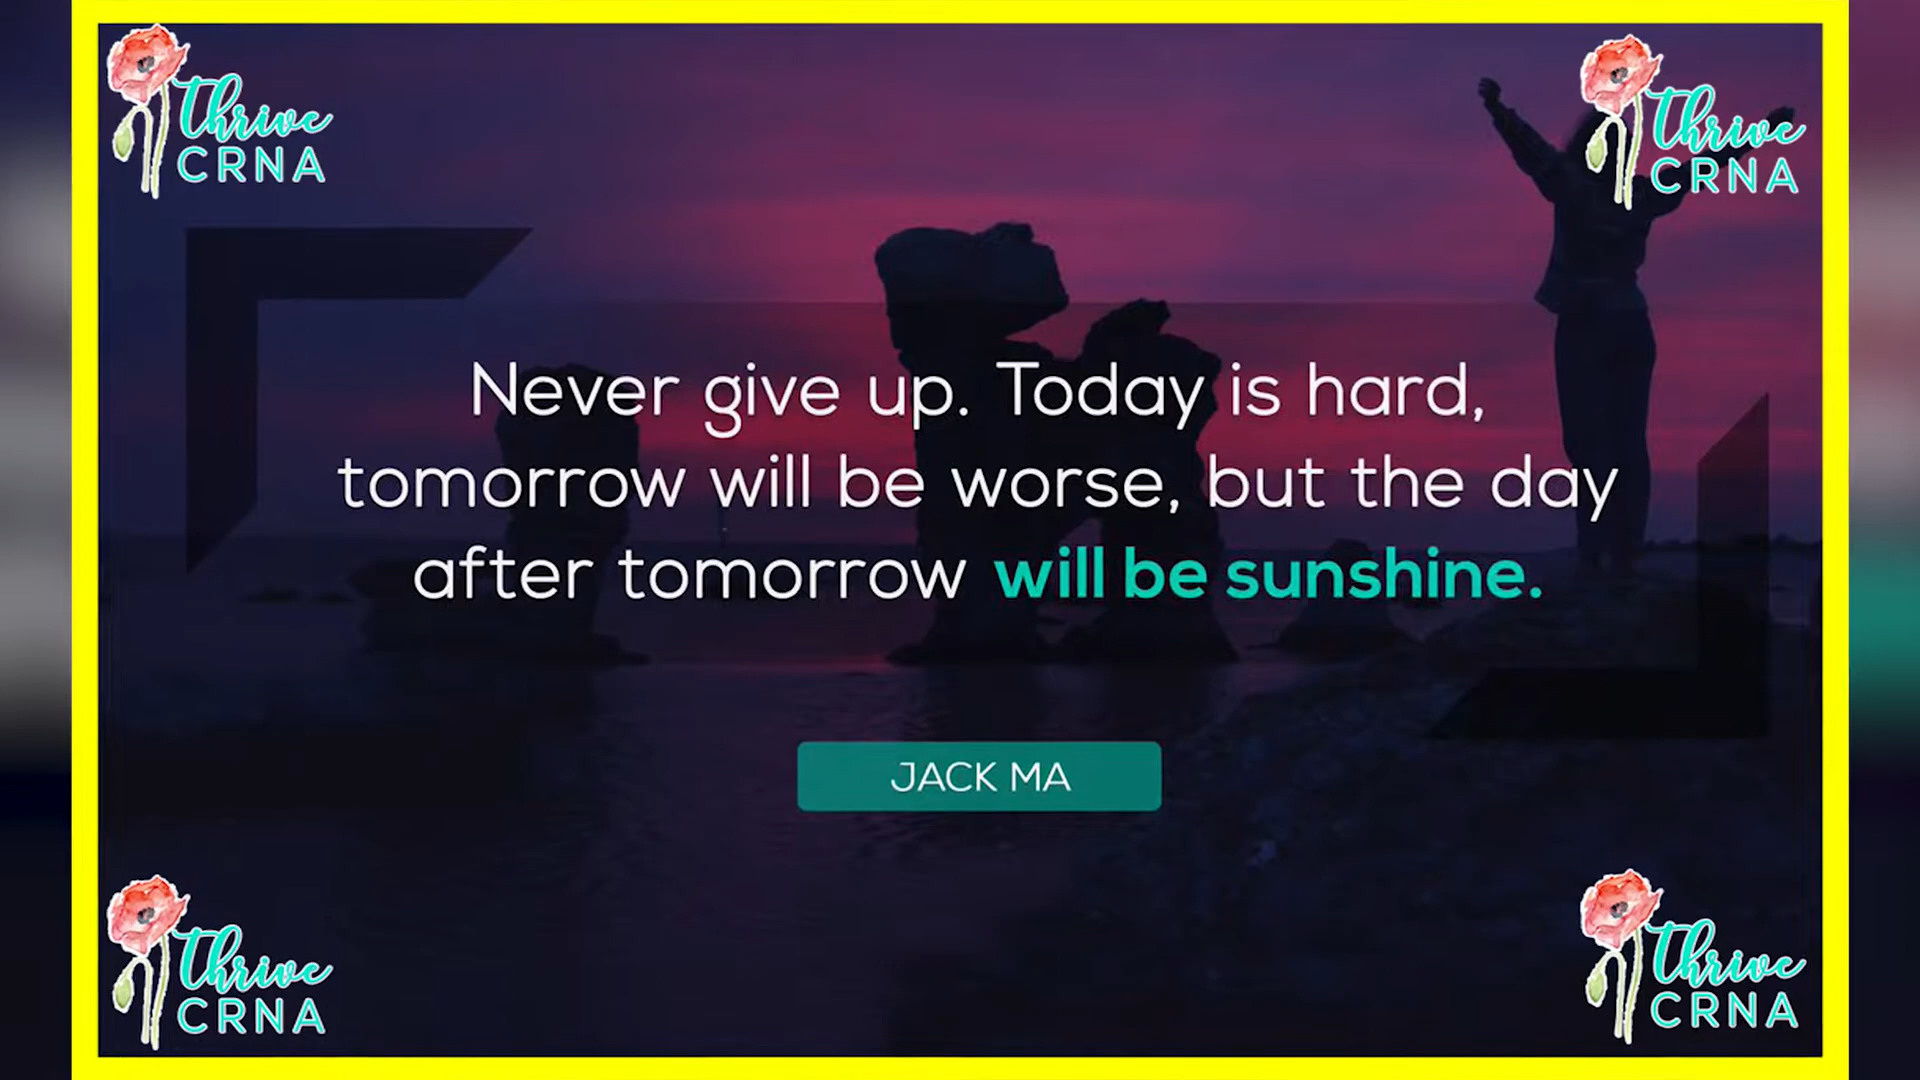 thrive
CRNA
thrive
CRNA
Never give up. Today is hard,
tomorrow will be worse, but the day
after tomorrow will be sunshine.
JACK MA
thrive
CRNA
thrive
CRNA